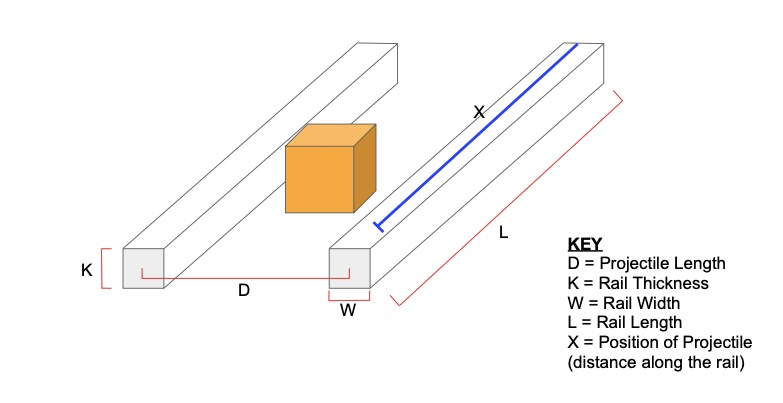 X
L
K
D
W
KEY
D = Projectile Length
K = Rail Thickness
W = Rail Width
L = Rail Length
X = Position of Projectile
(distance along the rail)